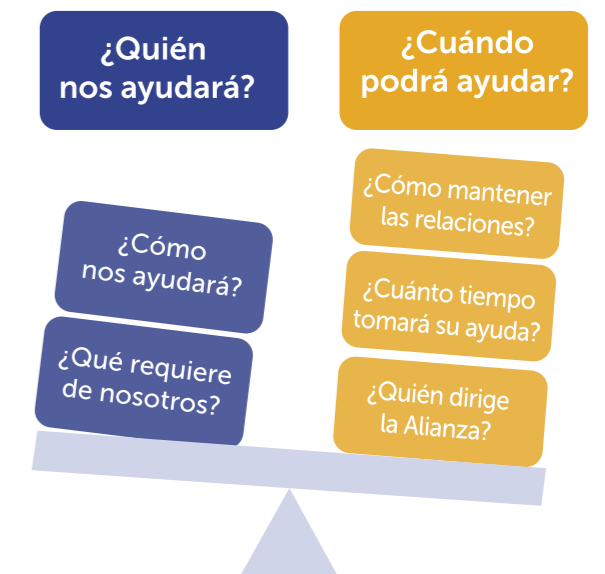 ¿Quién
nos ayudará?
¿Cómo
nos ayudará?
¿Qué requiere
de nosotros?
¿Cuándo
podrá ayudar?
¿Cómo mantener
las relaciones?
¿Cuánto tiempo
tomará su ayuda?
¿Quién dirige
la Alianza?